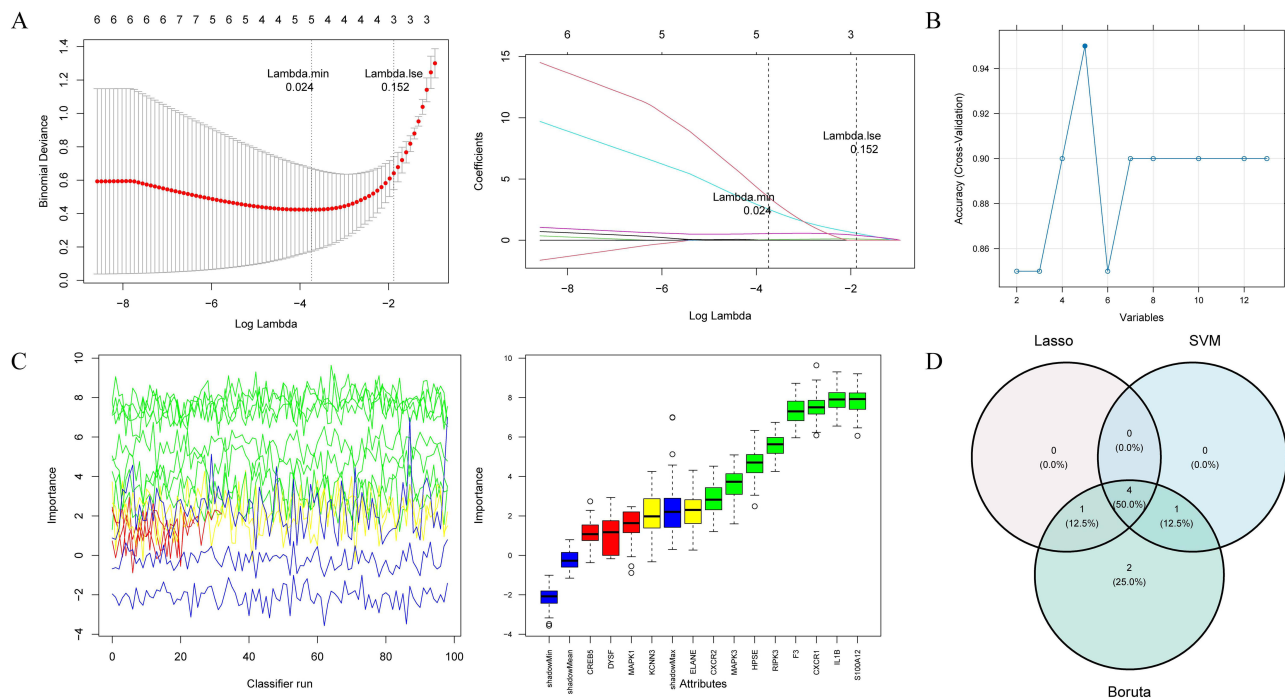 A
6 6 6 6 6 7 7 5 5 5 4 5 4 4 4 4 3 3 3
Binomial Deviance
1.4
1.2
1.0
0.8
0.6
0.4
0.2
0.0
Lambda.min
0.024
Lambda.lse
0.152
−8 −6 −4 −2
Log Lambda
6 5 5 3
Coefficients
15
10
5
0
Lambda.min
0.024
Lambda.lse
0.152
−8 −6 −4 −2
Log Lambda
B
Accuracy (Cross-Validation)
0.94
0.92
0.90
0.88
0.86
2 4 6 8 10 12
Variables
C
Importance
10
8
6
4
2
0
−2
−4
0 20 40 60 80 100
Classifier run
Importance
10
8
6
4
2
0
−2
−4
shadowMin
shadowMean
CREB5
DYSF
MAPK1
KCNN3
shadowMax
ELANE
CXCR2
MAPK3
HPSE
RIPK3
F3
CXCR1
IL1B
S100A12
Attributes
D
Lasso
SVM
0
(0.0%)
0
(0.0%)
0
(0.0%)
4
(50.0%)
1
(12.5%)
1
(12.5%)
2
(25.0%)
Boruta